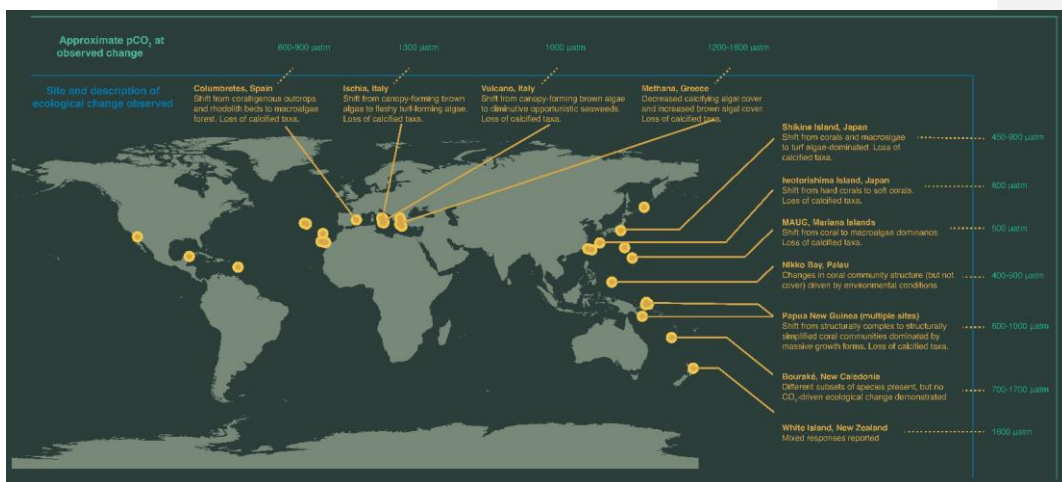 Approximate pCO₂ at
observed change
600-900 µatm
1300 µatm
1000 µatm
1200-1800 µatm
Site and description of
ecological change observed
Columbretes, Spain
Shift from coralligenous outcrops
and rhodolith beds to macroalgae
forest. Loss of calcified taxa.
Ischia, Italy
Shift from canopy-forming brown
algae to fleshy turf-forming algae.
Loss of calcified taxa.
Vulcano, Italy
Shift from canopy-forming brown algae
to diminutive opportunistic seaweeds.
Loss of calcified taxa.
Methana, Greece
Decreased calcifying algal cover
and increased brown algal cover.
Loss of calcified taxa.
Shikine Island, Japan
Shift from corals and macroalgae
to turf algae-dominated. Loss of
calcified taxa.
450-900 µatm
Iwotorishima Island, Japan
Shift from hard corals to soft corals.
Loss of calcified taxa.
800 µatm
MAUG, Mariana Islands
Shift from coral to macroalgae dominance.
Loss of calcified taxa.
500 µatm
Nikko Bay, Palau
Changes in coral community structure (but not
cover) driven by environmental conditions
400-900 µatm
Papua New Guinea (multiple sites)
Shift from structurally complex to structurally
simplified coral communities dominated by
massive growth forms. Loss of calcified taxa.
600-1000 µatm
Bouraké, New Caledonia
Different subsets of species present, but no
CO₂-driven ecological change demonstrated
700-1700 µatm
White Island, New Zealand
Mixed responses reported
1600 µatm